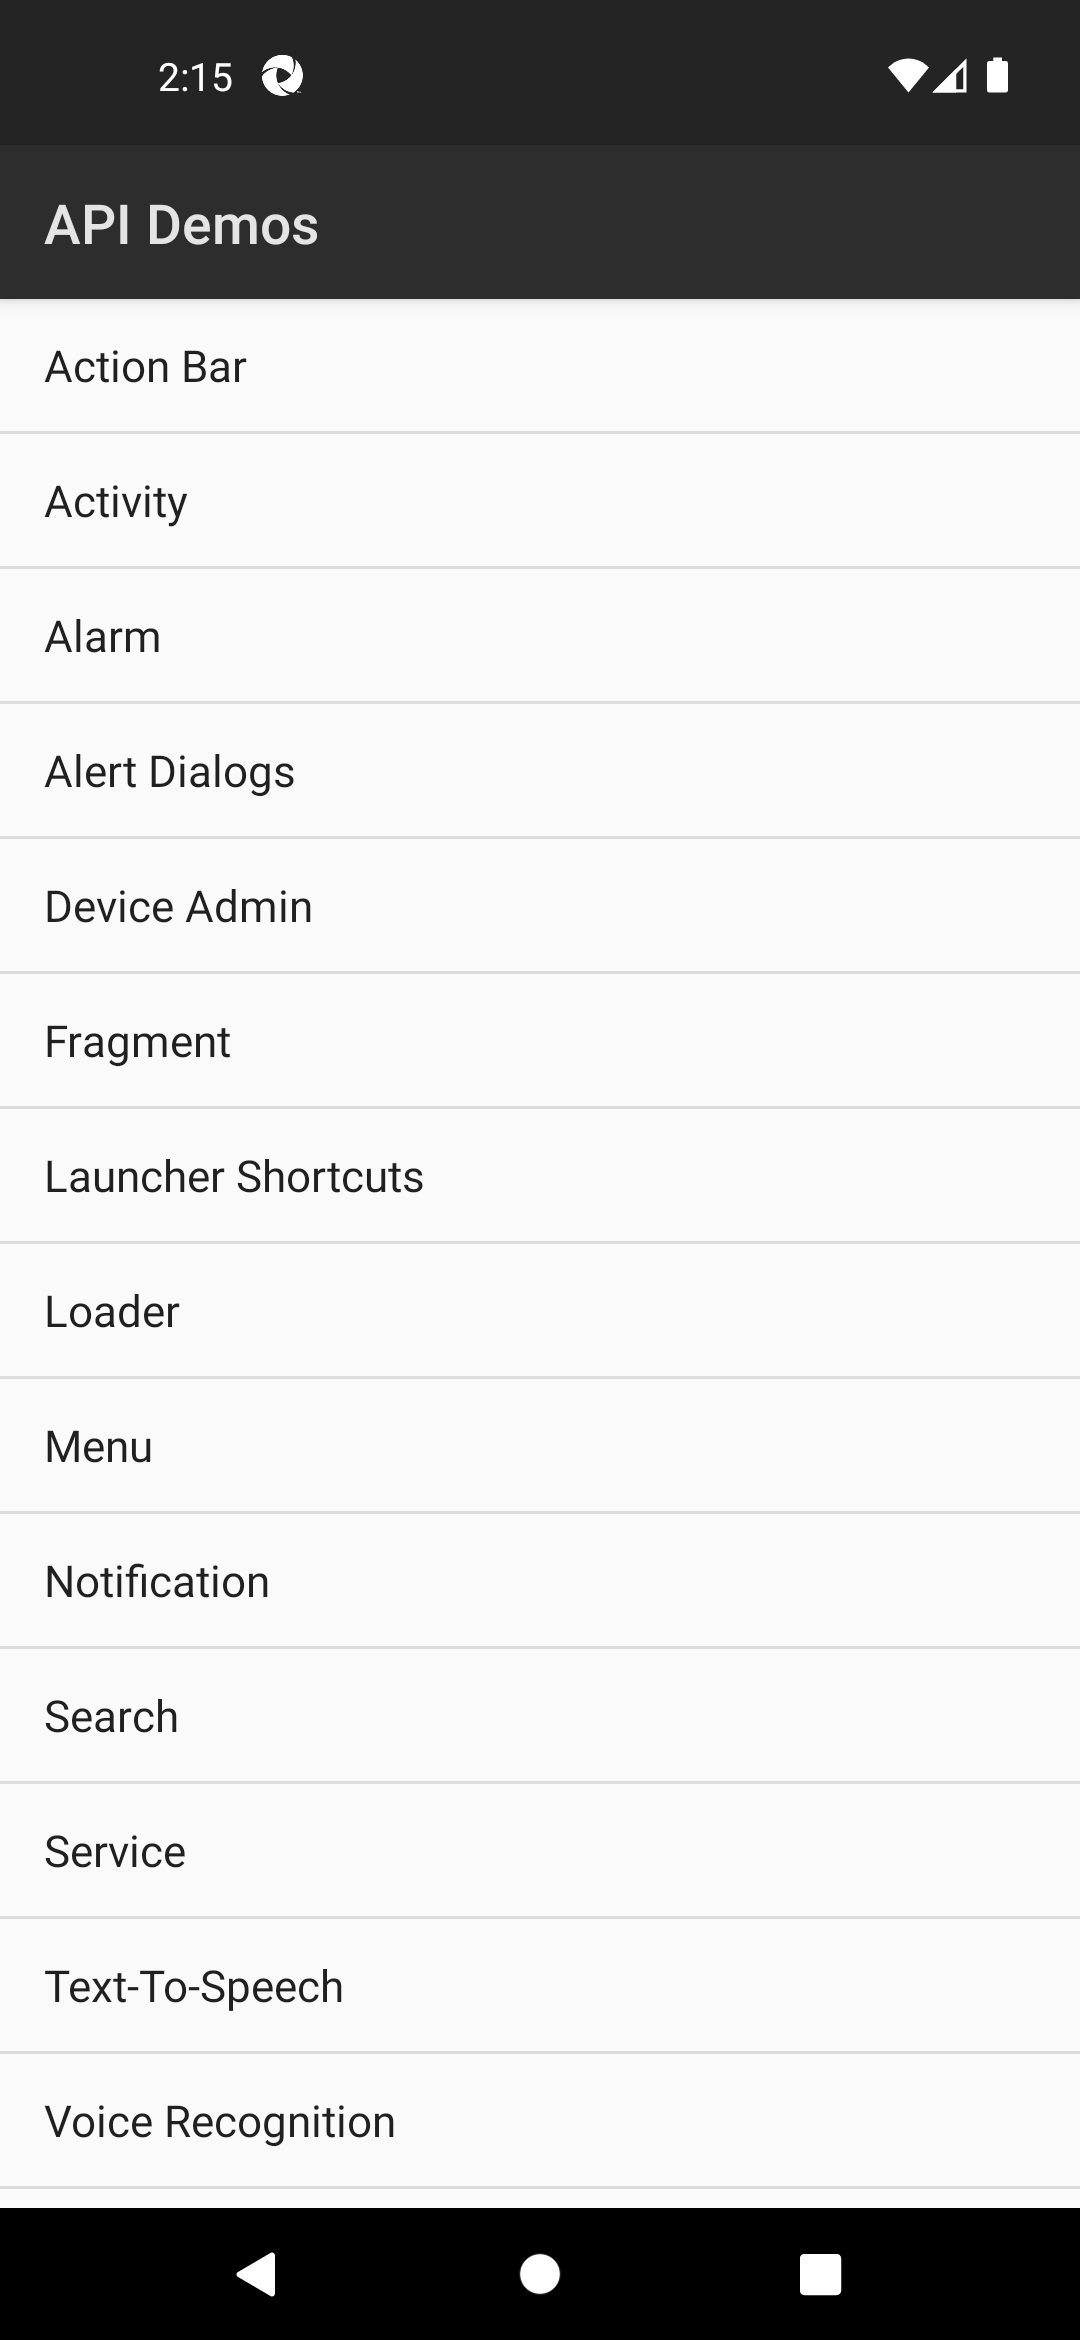 2:15
API Demos
Action Bar
Activity
Alarm
Alert Dialogs
Device Admin
Fragment
Launcher Shortcuts
Loader
Menu
Notification
Search
Service
Text-To-Speech
Voice Recognition